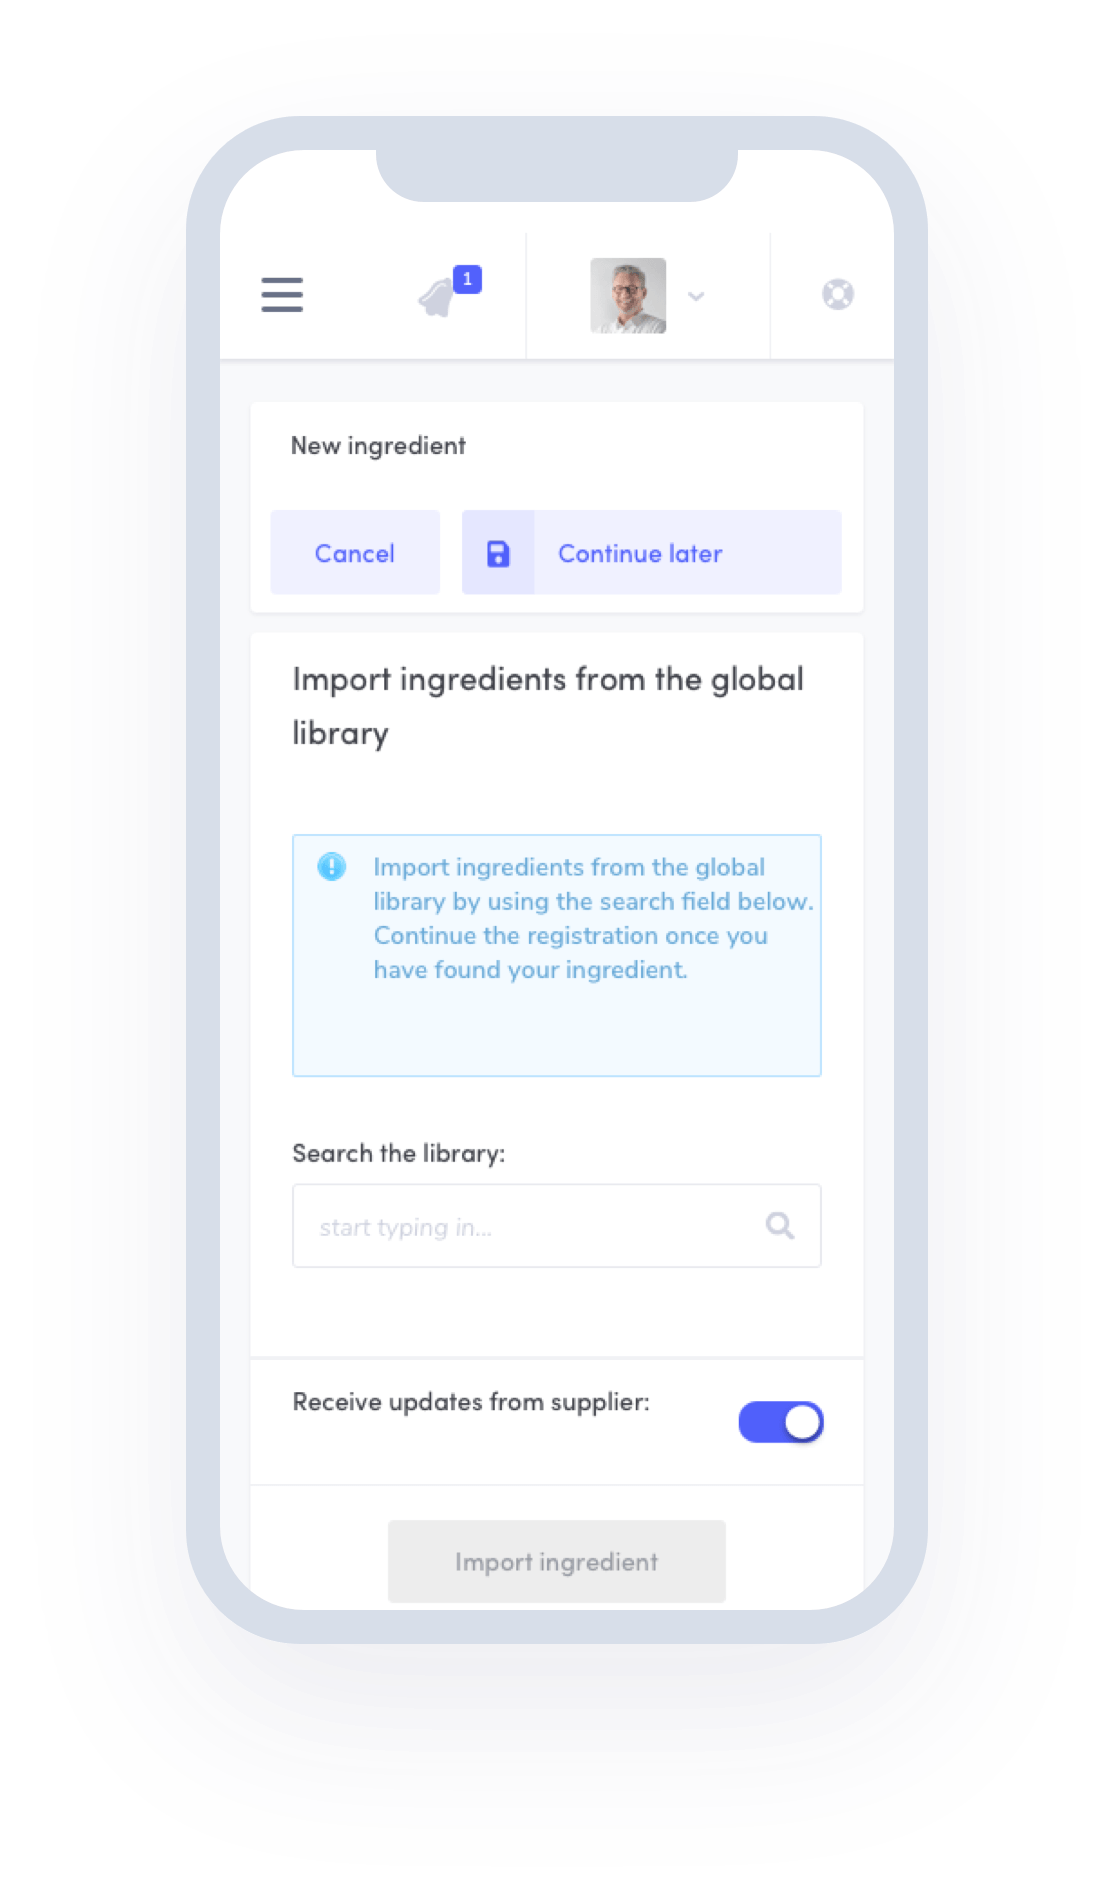 1
New ingredient
Cancel
Continue later
Import ingredients from the global
library
Import ingredients from the global
library by using the search field below.
Continue the registration once you
have found your ingredient.
Search the library:
start typing in...
Receive updates from supplier:
Import ingredient